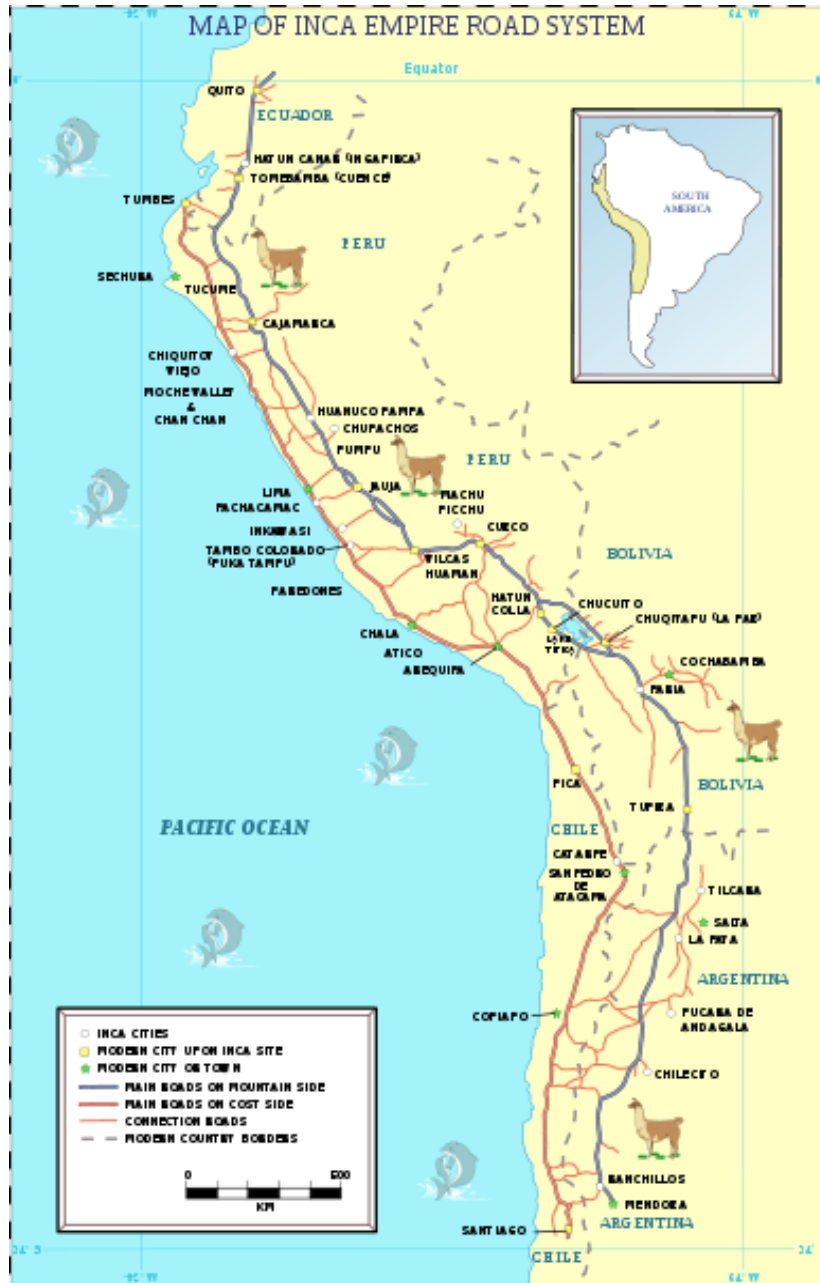 MAP OF INCA EMPIRE ROAD SYSTEM
Equator
QUITO
ECUADOR
HATUN CANAR (INGAPIRCA)
TOMEBAMBA (CUENCE)
TUMBES
PERU
SOUTH
AMERICA
SECHURA
TUCUME
CAJAMARCA
CHIQUITOY
VIEJO
MOCHE VALLEY
&
CHAN CHAN
HUANUCO PAMPA
CHUPACHOS
PUMPU
PERU
LIMA
JAUJA
PACHACAMAC
MACHU
PICCHU
INKAWASI
CUZCO
TAMBO COLORADO
(PUKA TAMPU)
VILCAS
HUAMAN
BOLIVIA
PAREDONES
HATUN
COLLA
CHUCUITO
CHUQITAPU (LA PAZ)
CHALA
LAKE
ATICO
AREQUIPA
COCHABAMBA
PARIA
PICA
BOLIVIA
TUPIZA
PACIFIC OCEAN
CHILE
CATARPE
SAN PEDRO
DE
ATACAMA
TILCARA
SALTA
LA PAYA
ARGENTINA
COPIAPO
PUCARA DE
ANDAGALA
CHILECITO
INCA CITIES
MODERN CITY UPON INCA SITE
MODERN CITY OR TOWN
MAIN ROADS ON MOUNTAIN SIDE
MAIN ROADS ON COST SIDE
CONNECTION ROADS
MODERN COUNTRY BORDERS
0 500
KM
RANCHILLOS
MENDOZA
SANTIAGO
ARGENTINA
CHILE